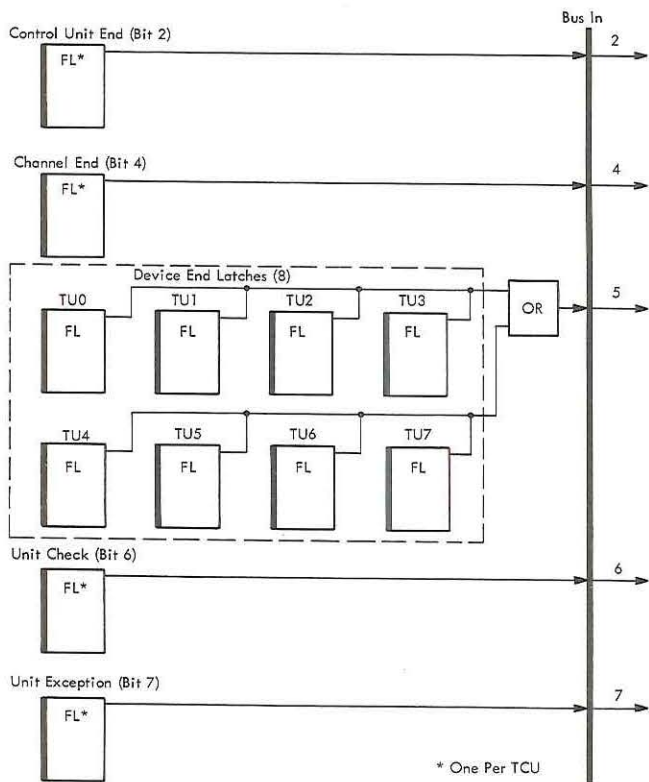 Bus In
Control Unit End (Bit 2)
FL*
2
Channel End (Bit 4)
FL*
4
Device End Latches (8)
TU0 TU1 TU2 TU3
FL FL FL FL
OR
5
TU4 TU5 TU6 TU7
FL FL FL FL
Unit Check (Bit 6)
FL*
6
Unit Exception (Bit 7)
FL*
7
* One Per TCU